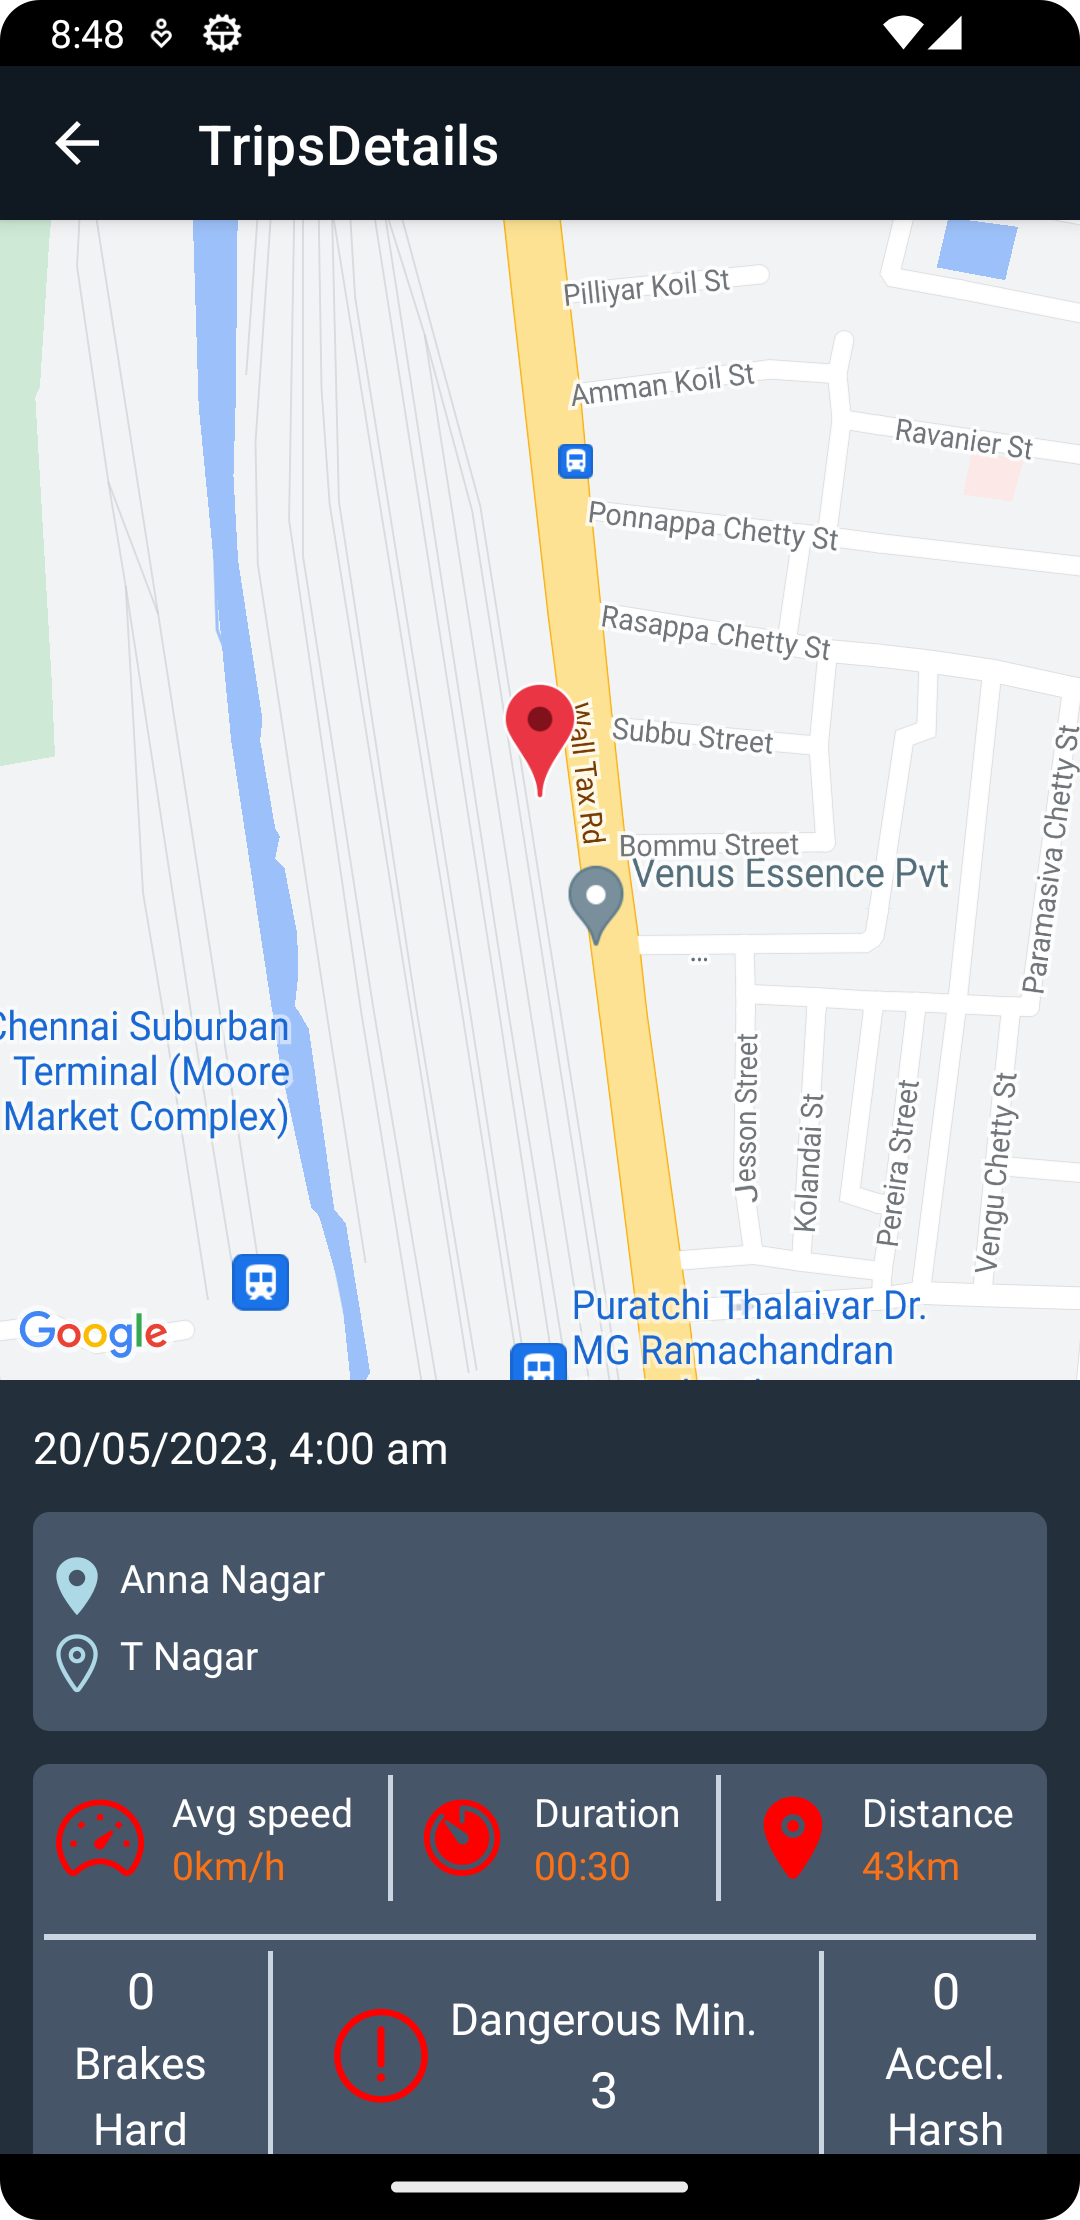 8:48
TripsDetails
Pilliyar Koil St
Amman Koil St
Ravanier St
Ponnappa Chetty St
Rasappa Chetty St
Wall Tax Rd
Subbu Street
Paramasiva Chetty St
Bommu Street
Venus Essence Pvt
...
Chennai Suburban
Terminal (Moore
Market Complex)
Jesson Street
Kolandai St
Pereira Street
Vengu Chetty St
Google
Puratchi Thalaivar Dr.
MG Ramachandran
20/05/2023, 4:00 am
Anna Nagar
T Nagar
Avg speed
0km/h
Duration
00:30
Distance
43km
0
Brakes
Hard
Dangerous Min.
3
0
Accel.
Harsh